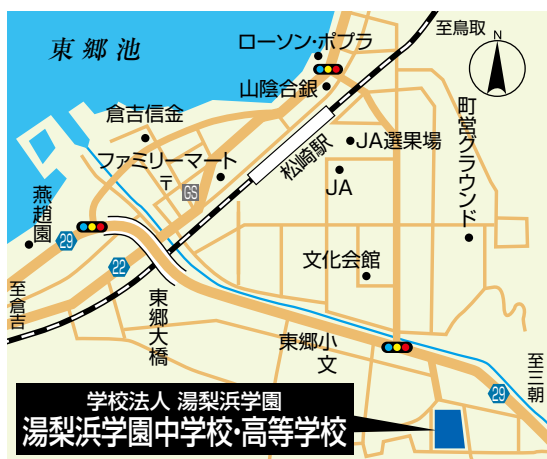 至鳥取
N
東郷池
ローソン・ポプラ
山陰合銀
倉吉信金
ファミリーマート
〒
GS
松崎駅
JA選果場
JA
町営グラウンド
燕趙園
29
22
文化会館
至倉吉
東郷大橋
東郷小
文
至三朝
29
学校法人 湯梨浜学園
湯梨浜学園中学校・高等学校